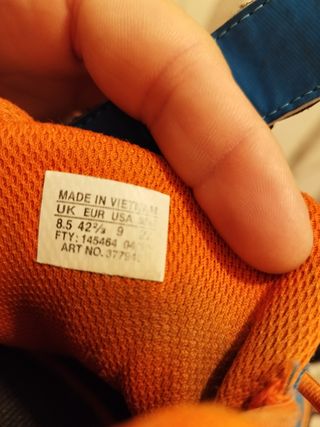 MADE IN VIETNAM
UK EUR USA
8.5 42⅔ 9
FTY: 145464
ART NO.